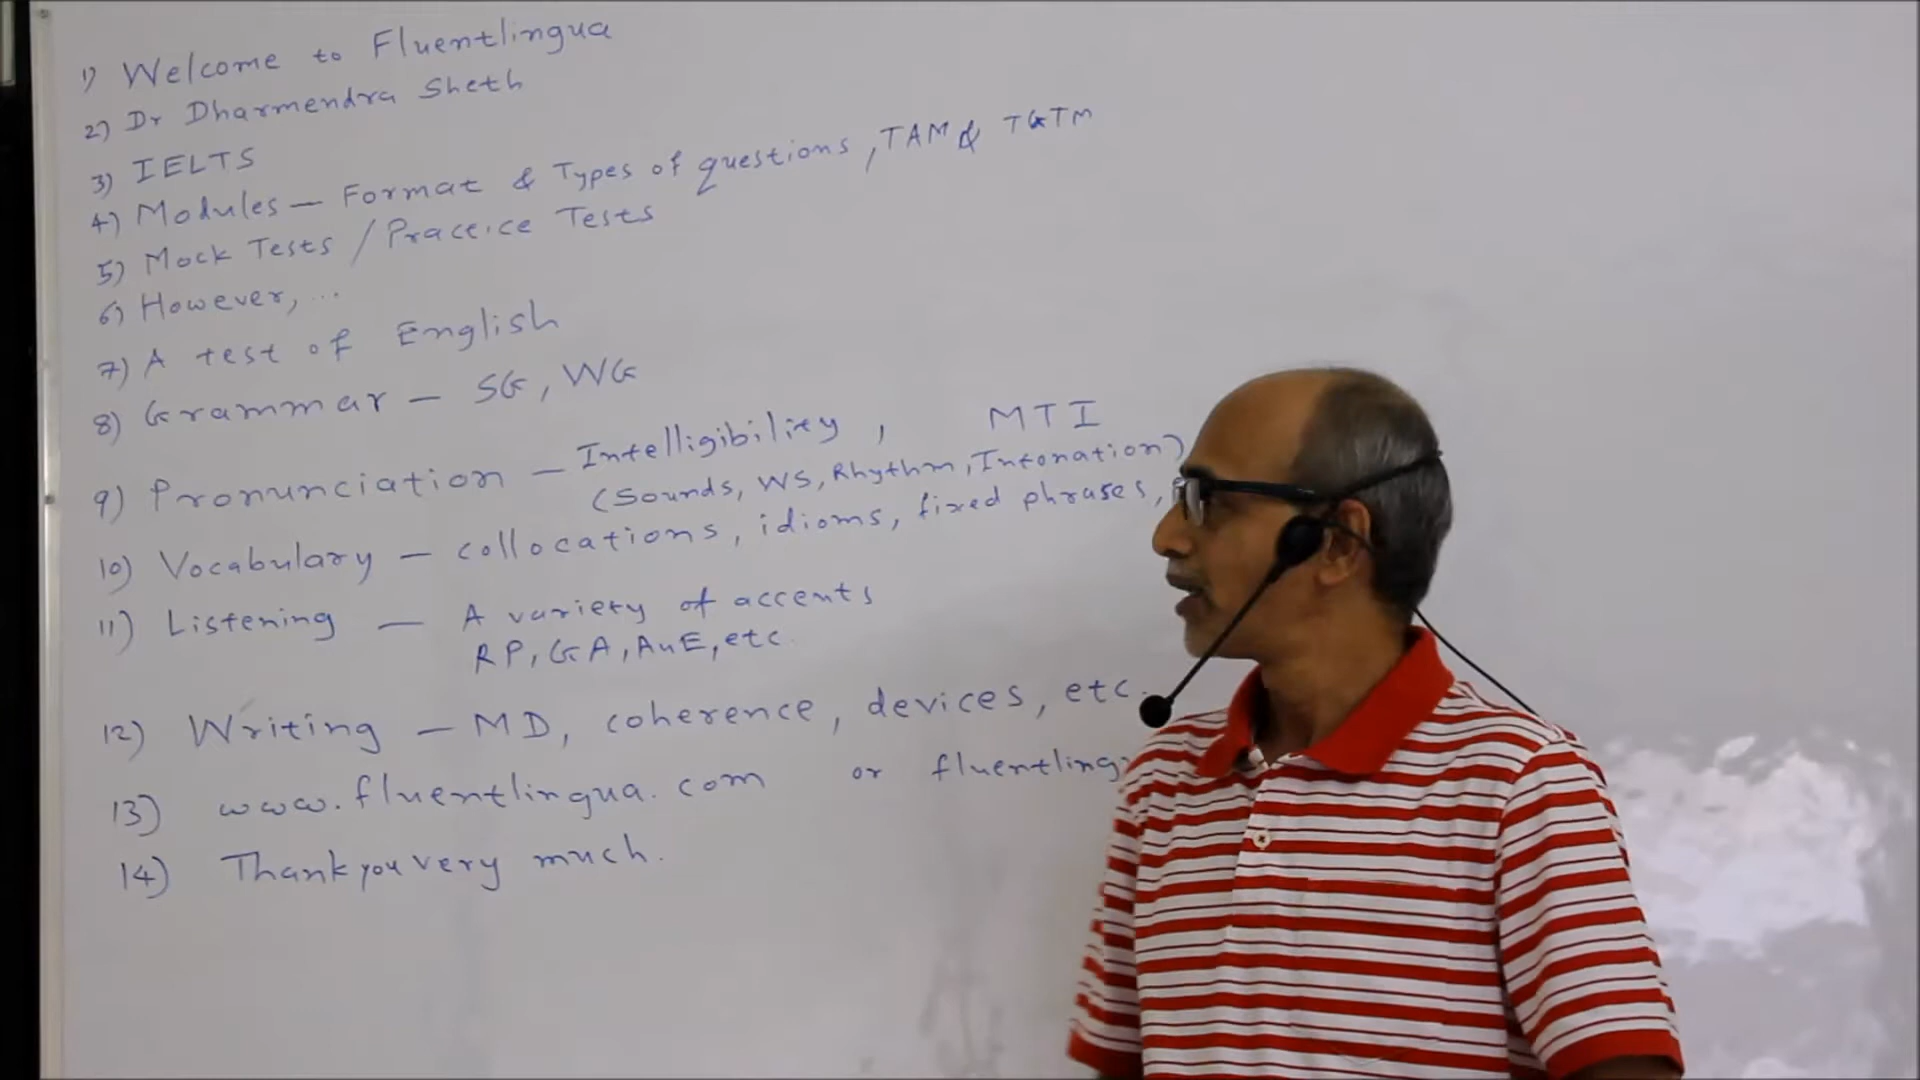 1) Welcome to Fluentlingua
2) Dr Dharmendra Sheth
3) IELTS
4) Modules — Format & Types of questions, TAM & TGTM
5) Mock Tests / Practice Tests
6) However, ...
7) A test of English
8) Grammar — SG, WG
9) Pronunciation — Intelligibility, MTI
(Sounds, WS, Rhythm, Intonation)
10) Vocabulary — collocations, idioms, fixed phrases,
11) Listening — A variety of accents
RP, GA, AuE, etc.
12) Writing — MD, coherence, devices, etc.
13) www.fluentlingua.com or fluentling
14) Thank you very much.